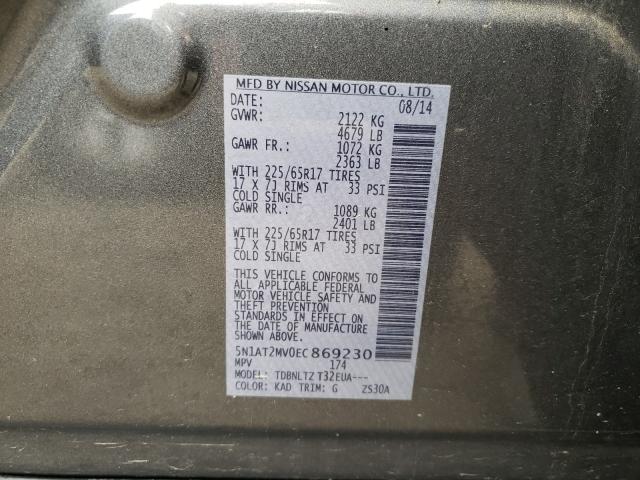 MFD BY NISSAN MOTOR CO., LTD.
DATE: 08/14
GVWR: 2122 KG
4679 LB
GAWR FR.: 1072 KG
2363 LB
WITH 225/65R17 TIRES
17 X 7J RIMS AT 33 PSI
COLD SINGLE
GAWR RR.: 1089 KG
2401 LB
WITH 225/65R17 TIRES
17 X 7J RIMS AT 33 PSI
COLD SINGLE
THIS VEHICLE CONFORMS TO
ALL APPLICABLE FEDERAL
MOTOR VEHICLE SAFETY AND
THEFT PREVENTION
STANDARDS IN EFFECT ON
THE DATE OF MANUFACTURE
SHOWN ABOVE.
5N1AT2MV0EC869230
MPV 174
MODEL: TDBNLTZ T32EUA---
COLOR: KAD TRIM: G ZS30A